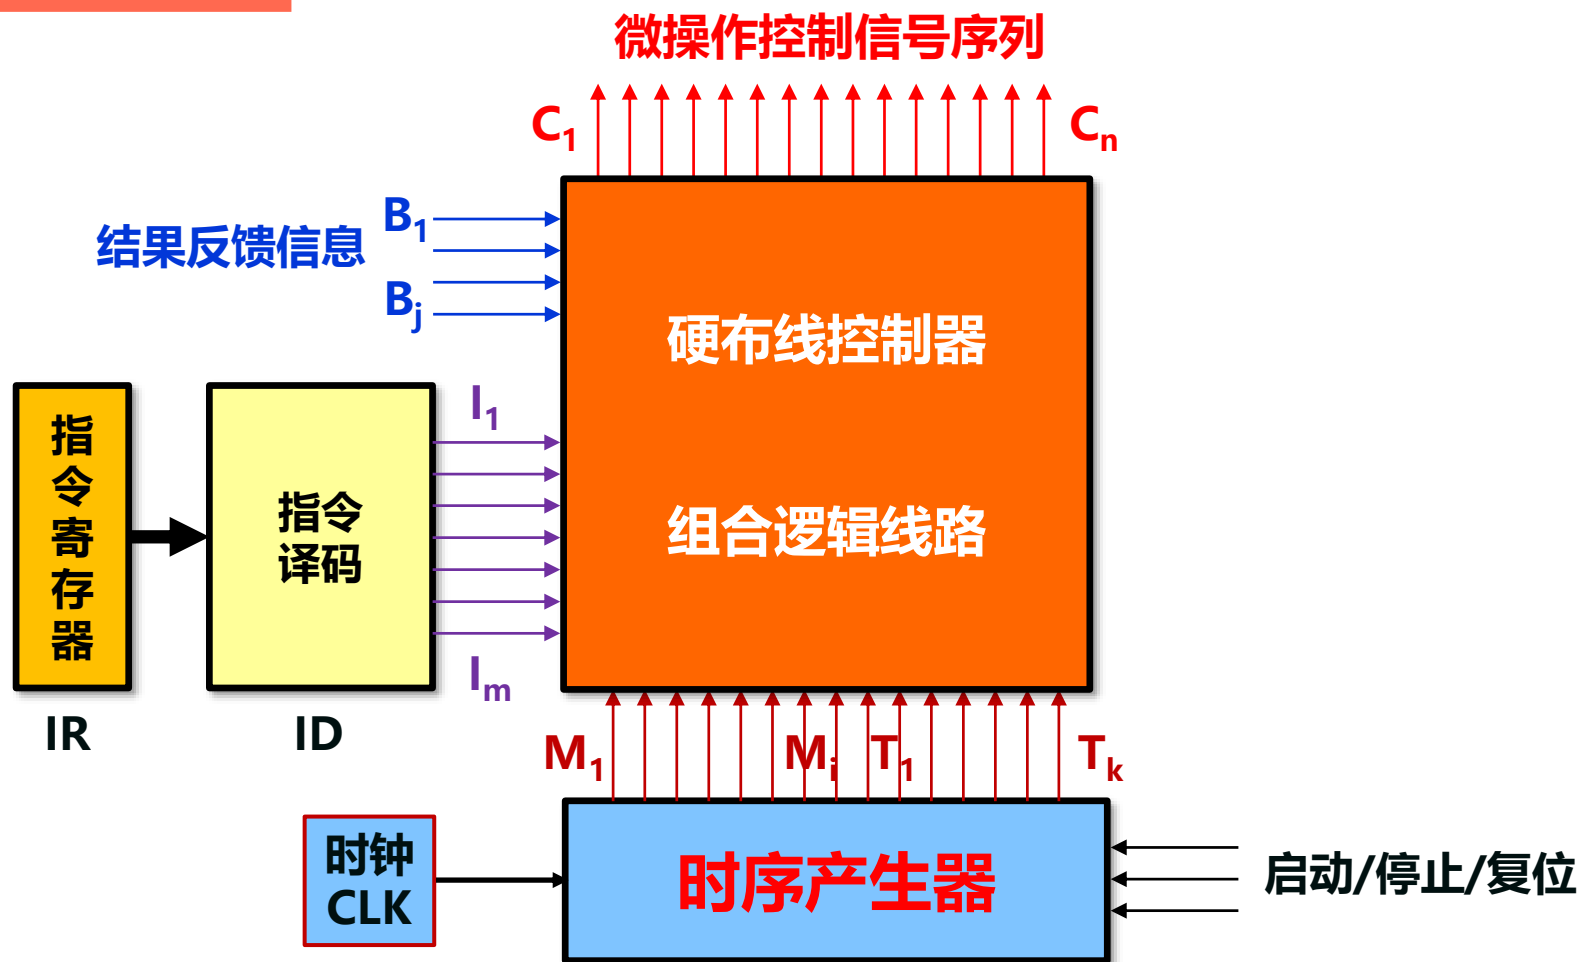 微操作控制信号序列
C1
Cn
结果反馈信息
B1
Bj
硬布线控制器
组合逻辑线路
指令寄存器
IR
指令
译码
ID
I1
Im
M1
Mi
T1
Tk
时钟
CLK
时序产生器
启动/停止/复位